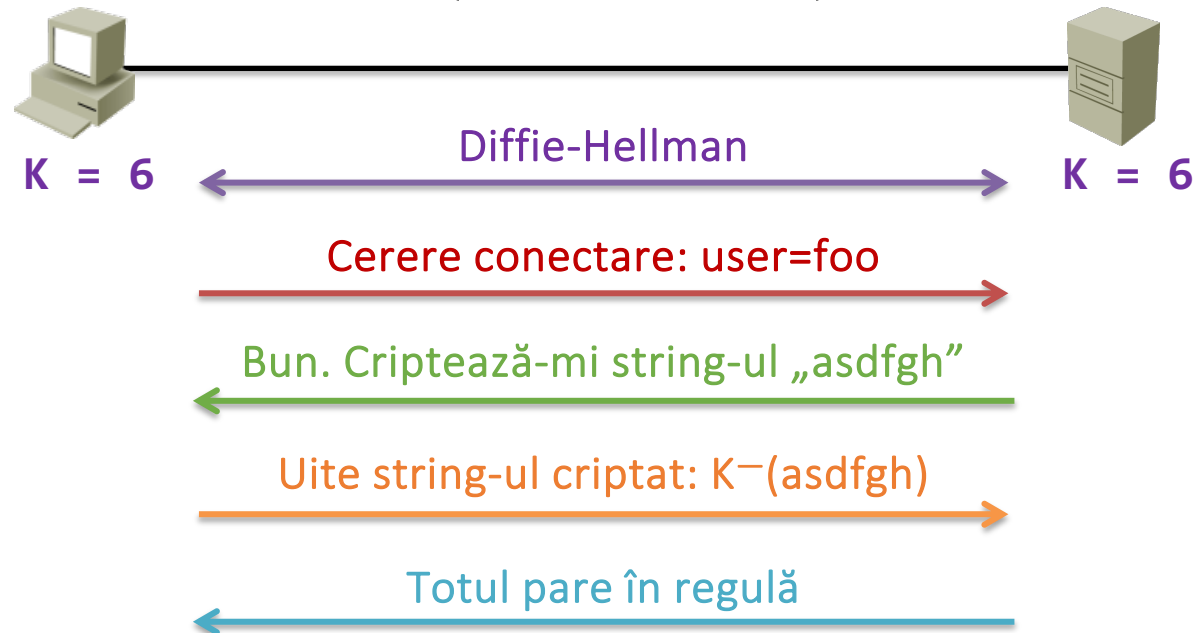 Diffie-Hellman
K = 6
K = 6
Cerere conectare: user=foo
Bun. Criptează-mi string-ul „asdfgh”
Uite string-ul criptat: K⁻(asdfgh)
Totul pare în regulă